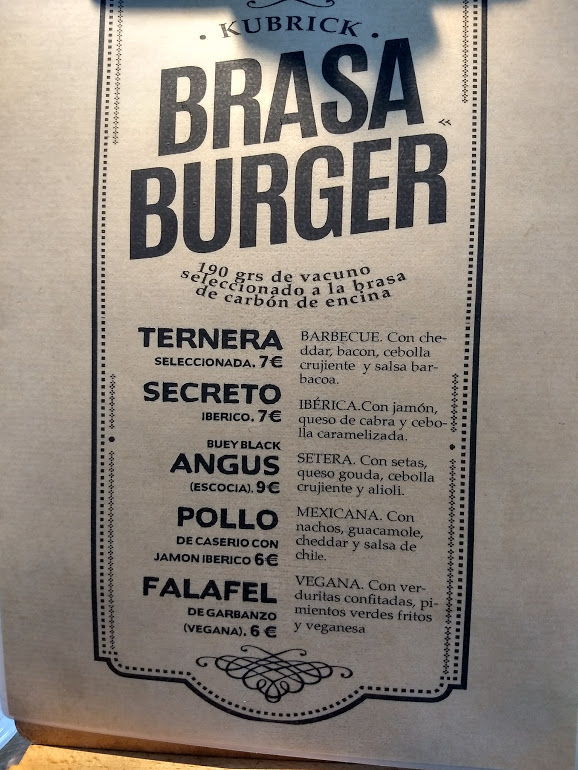 · KUBRICK ·
BRASA
BURGER
190 grs de vacuno
seleccionado a la brasa
de carbón de encina
TERNERA
SELECCIONADA. 7€
SECRETO
IBERICO. 7€
BUEY BLACK
ANGUS
(ESCOCIA). 9€
POLLO
DE CASERIO CON
JAMON IBERICO 6€
FALAFEL
DE GARBANZO
(VEGANA). 6 €
BARBECUE. Con che-
ddar, bacon, cebolla
crujiente y salsa bar-
bacoa.
IBÉRICA.Con jamón,
queso de cabra y cebo-
lla caramelizada.
SETERA. Con setas,
queso gouda, cebolla
crujiente y alioli.
MEXICANA. Con
nachos, guacamole,
cheddar y salsa de
chile.
VEGANA. Con ver-
duritas confitadas, pi-
mientos verdes fritos
y veganesa